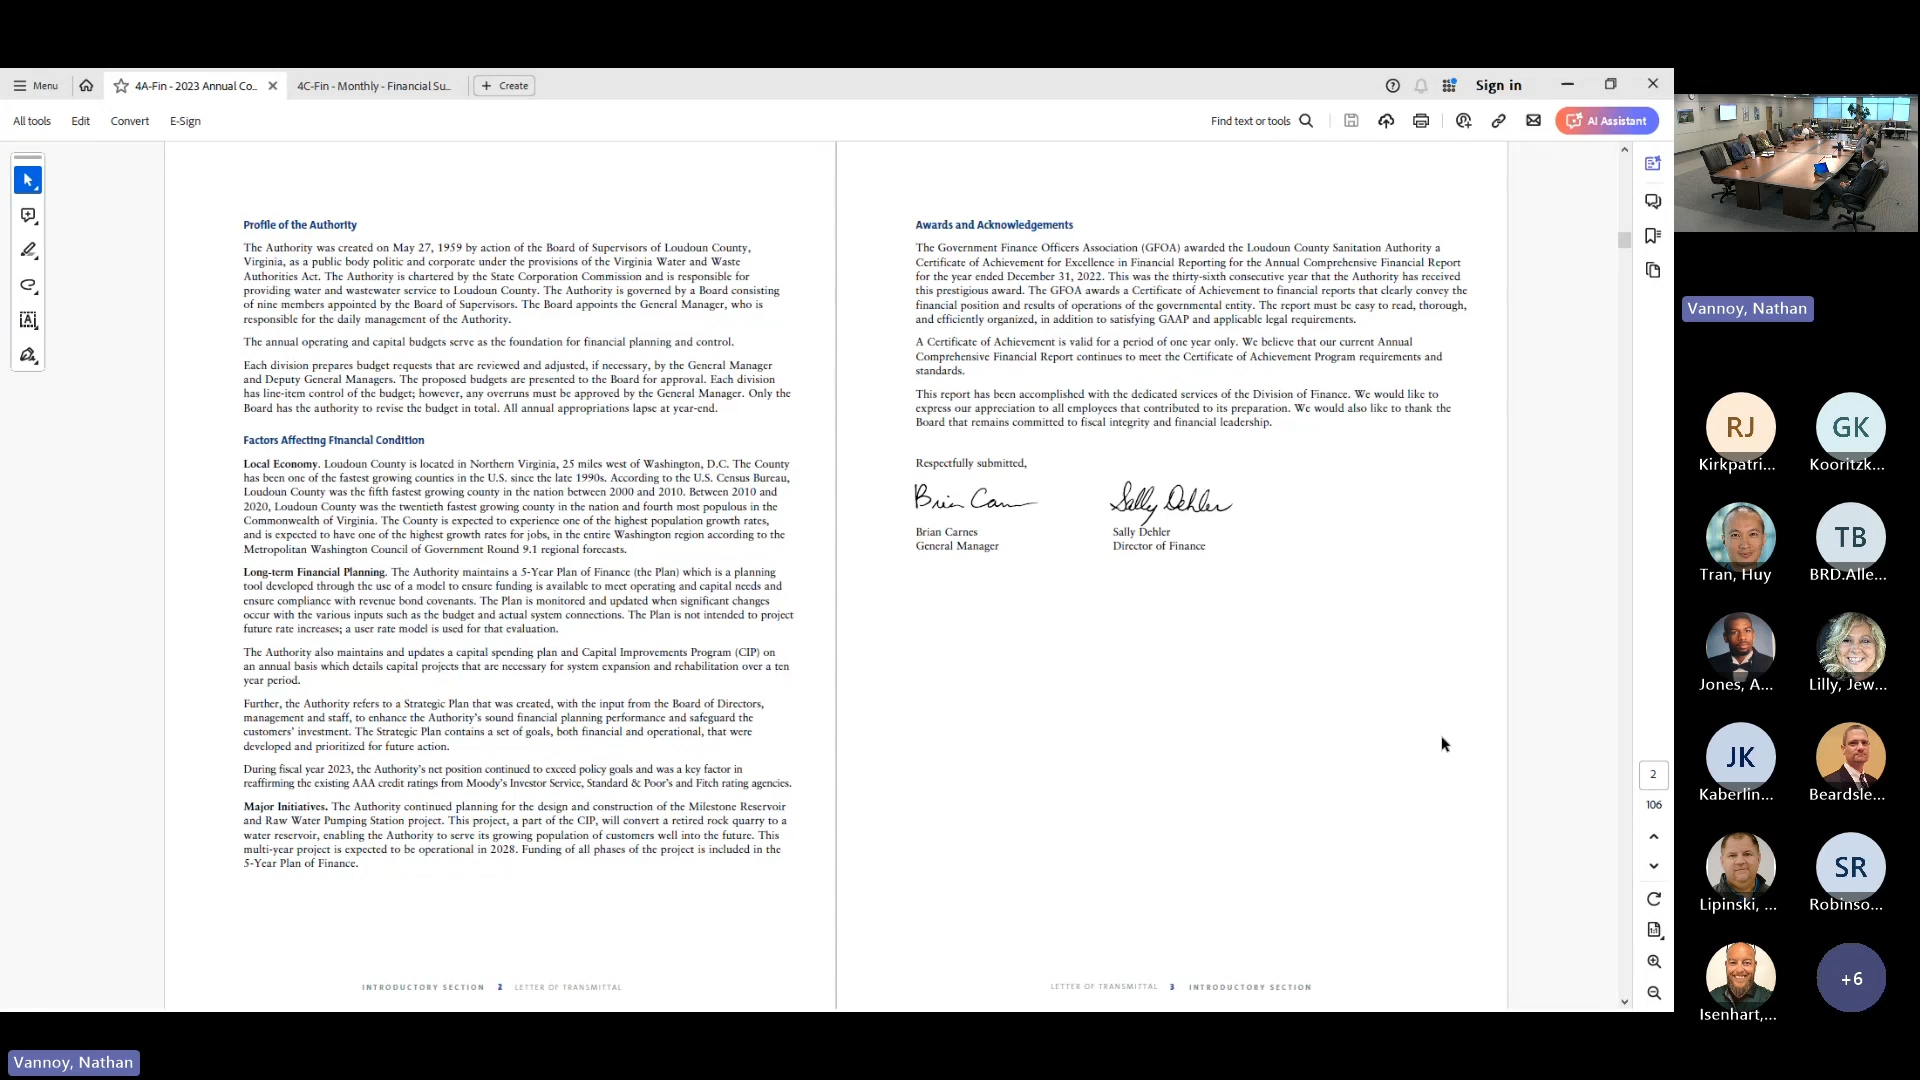 Menu
4A-Fin - 2023 Annual Co...
4C-Fin - Monthly - Financial Su...
Create
Sign in
All tools
Edit
Convert
E-Sign
Find text or tools
AI Assistant
Profile of the Authority
The Authority was created on May 27, 1959 by action of the Board of Supervisors of Loudoun County,
Virginia, as a public body politic and corporate under the provisions of the Virginia Water and Waste
Authorities Act. The Authority is chartered by the State Corporation Commission and is responsible for
providing water and wastewater service to Loudoun County. The Authority is governed by a Board consisting
of nine members appointed by the Board of Supervisors. The Board appoints the General Manager, who is
responsible for the daily management of the Authority.
The annual operating and capital budgets serve as the foundation for financial planning and control.
Each division prepares budget requests that are reviewed and adjusted, if necessary, by the General Manager
and Deputy General Managers. The proposed budgets are presented to the Board for approval. Each division
has line-item control of the budget; however, any overruns must be approved by the General Manager. Only the
Board has the authority to revise the budget in total. All annual appropriations lapse at year-end.
Factors Affecting Financial Condition
Local Economy. Loudoun County is located in Northern Virginia, 25 miles west of Washington, D.C. The County
has been one of the fastest growing counties in the U.S. since the late 1990s. According to the U.S. Census Bureau,
Loudoun County was the fifth fastest growing county in the nation between 2000 and 2010. Between 2010 and
2020, Loudoun County was the twentieth fastest growing county in the nation and fourth most populous in the
Commonwealth of Virginia. The County is expected to experience one of the highest population growth rates,
and is expected to have one of the highest growth rates for jobs, in the entire Washington region according to the
Metropolitan Washington Council of Government Round 9.1 regional forecasts.
Long-term Financial Planning. The Authority maintains a 5-Year Plan of Finance (the Plan) which is a planning
tool developed through the use of a model to ensure funding is available to meet operating and capital needs and
ensure compliance with revenue bond covenants. The Plan is monitored and updated when significant changes
occur with the various inputs such as the budget and actual system connections. The Plan is not intended to project
future rate increases; a user rate model is used for that evaluation.
The Authority also maintains and updates a capital spending plan and Capital Improvements Program (CIP) on
an annual basis which details capital projects that are necessary for system expansion and rehabilitation over a ten
year period.
Further, the Authority refers to a Strategic Plan that was created, with the input from the Board of Directors,
management and staff, to enhance the Authority's sound financial planning performance and safeguard the
customers' investment. The Strategic Plan contains a set of goals, both financial and operational, that were
developed and prioritized for future action.
During fiscal year 2023, the Authority's net position continued to exceed policy goals and was a key factor in
reaffirming the existing AAA credit ratings from Moody's Investor Service, Standard & Poor's and Fitch rating agencies.
Major Initiatives. The Authority continued planning for the design and construction of the Milestone Reservoir
and Raw Water Pumping Station project. This project, a part of the CIP, will convert a retired rock quarry to a
water reservoir, enabling the Authority to serve its growing population of customers well into the future. This
multi-year project is expected to be operational in 2028. Funding of all phases of the project is included in the
5-Year Plan of Finance.
INTRODUCTORY SECTION 2 LETTER OF TRANSMITTAL
Awards and Acknowledgements
The Government Finance Officers Association (GFOA) awarded the Loudoun County Sanitation Authority a
Certificate of Achievement for Excellence in Financial Reporting for the Annual Comprehensive Financial Report
for the year ended December 31, 2022. This was the thirty-sixth consecutive year that the Authority has received
this prestigious award. The GFOA awards a Certificate of Achievement to financial reports that clearly convey the
financial position and results of operations of the governmental entity. The report must be easy to read, thorough,
and efficiently organized, in addition to satisfying GAAP and applicable legal requirements.
A Certificate of Achievement is valid for a period of one year only. We believe that our current Annual
Comprehensive Financial Report continues to meet the Certificate of Achievement Program requirements and
standards.
This report has been accomplished with the dedicated services of the Division of Finance. We would like to
express our appreciation to all employees that contributed to its preparation. We would also like to thank the
Board that remains committed to fiscal integrity and financial leadership.
Respectfully submitted,
Brian Carnes
General Manager
Sally Dehler
Sally Dehler
Director of Finance
LETTER OF TRANSMITTAL 3 INTRODUCTORY SECTION
2
106
Vannoy, Nathan
RJ
Kirkpatri...
GK
Kooritzk...
Tran, Huy
TB
BRD.Alle...
Jones, A...
Lilly, Jew...
JK
Kaberlin...
Beardsle...
Lipinski, ...
SR
Robinso...
Isenhart,...
+6
Vannoy, Nathan